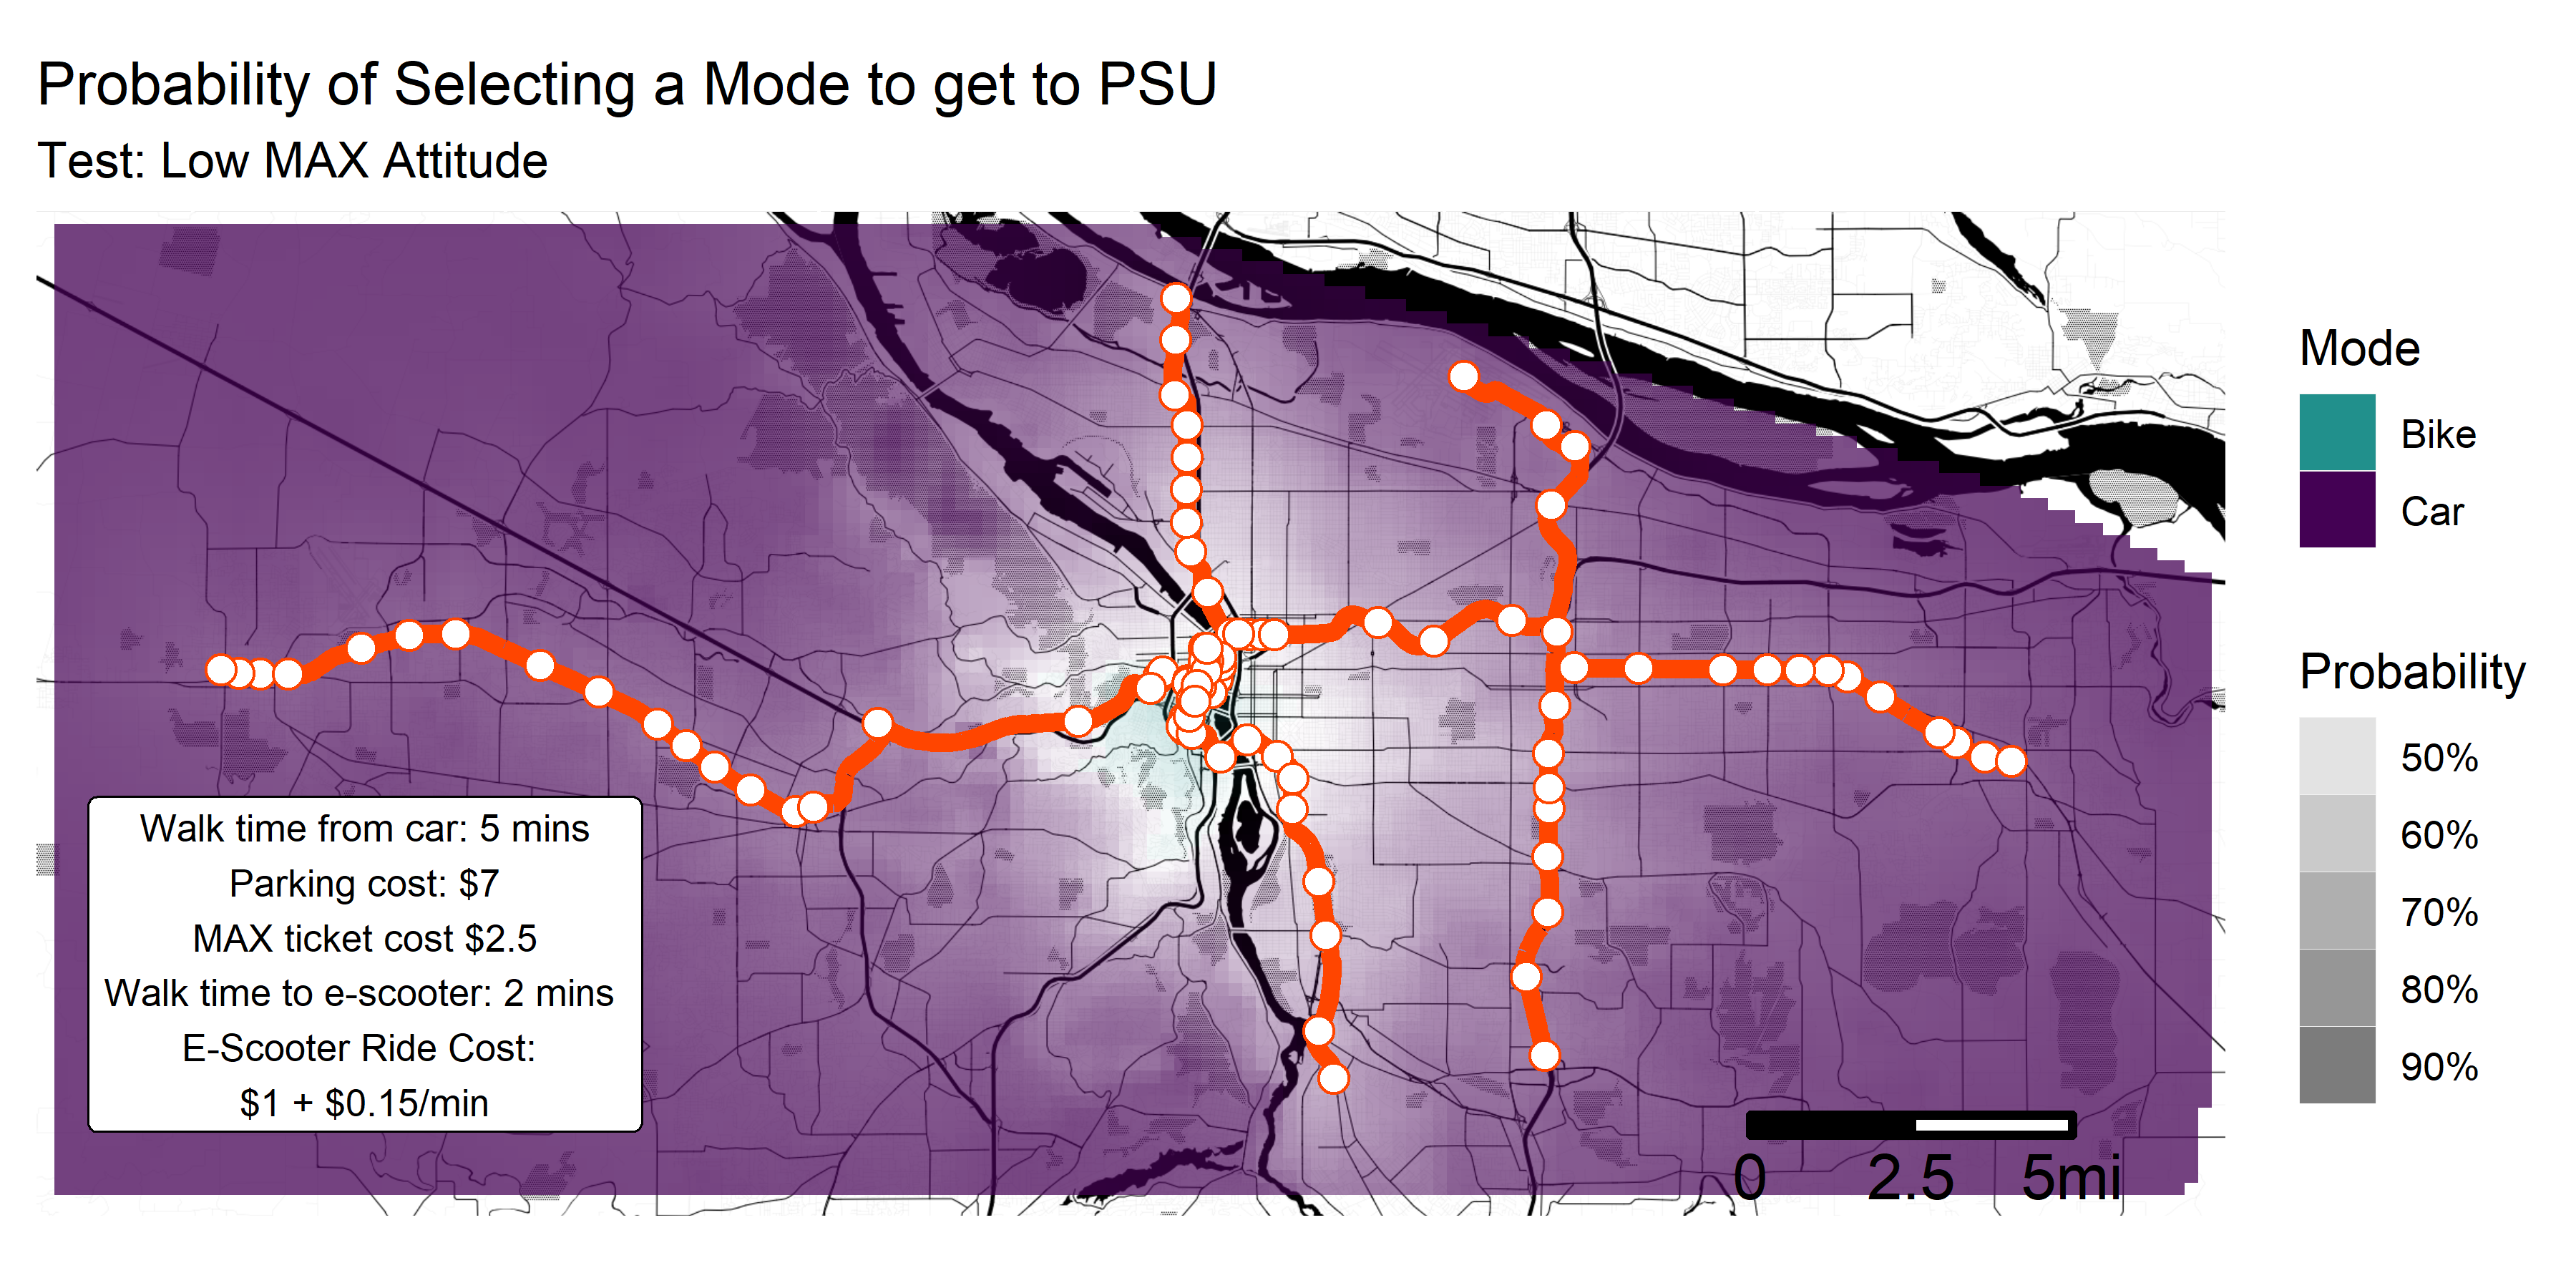 Probability of Selecting a Mode to get to PSU
Test: Low MAX Attitude
Mode
Bike
Car
Probability
50%
60%
70%
80%
90%
Walk time from car: 5 mins
Parking cost: $7
MAX ticket cost $2.5
Walk time to e-scooter: 2 mins
E-Scooter Ride Cost:
$1 + $0.15/min
0 2.5 5mi